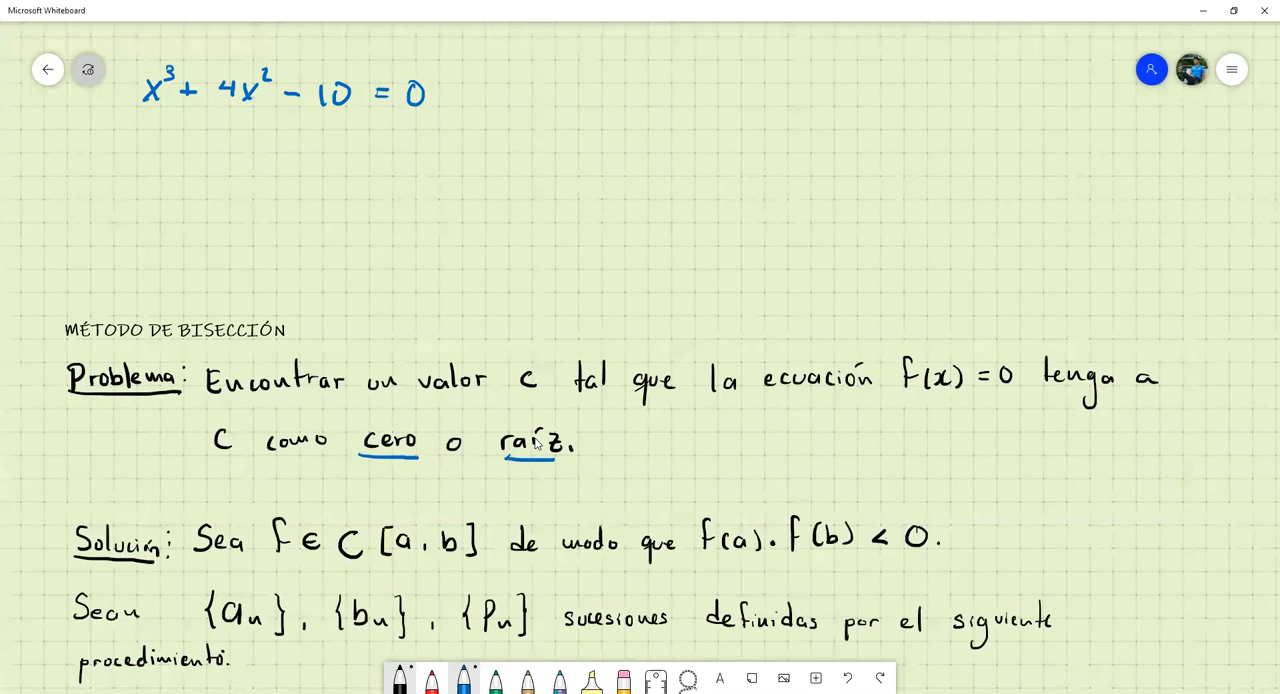 Microsoft Whiteboard
x³ + 4x² - 10 = 0
MÉTODO DE BISECCIÓN
Problema: Encontrar un valor c tal que la ecuación f(x) = 0 tenga a
c como cero o raíz.
Solución: Sea f ∈ C [a, b] de modo que f(a) · f(b) < 0.
Sean {an}, {bn}, {pn} sucesiones definidas por el siguiente
procedimiento.
A